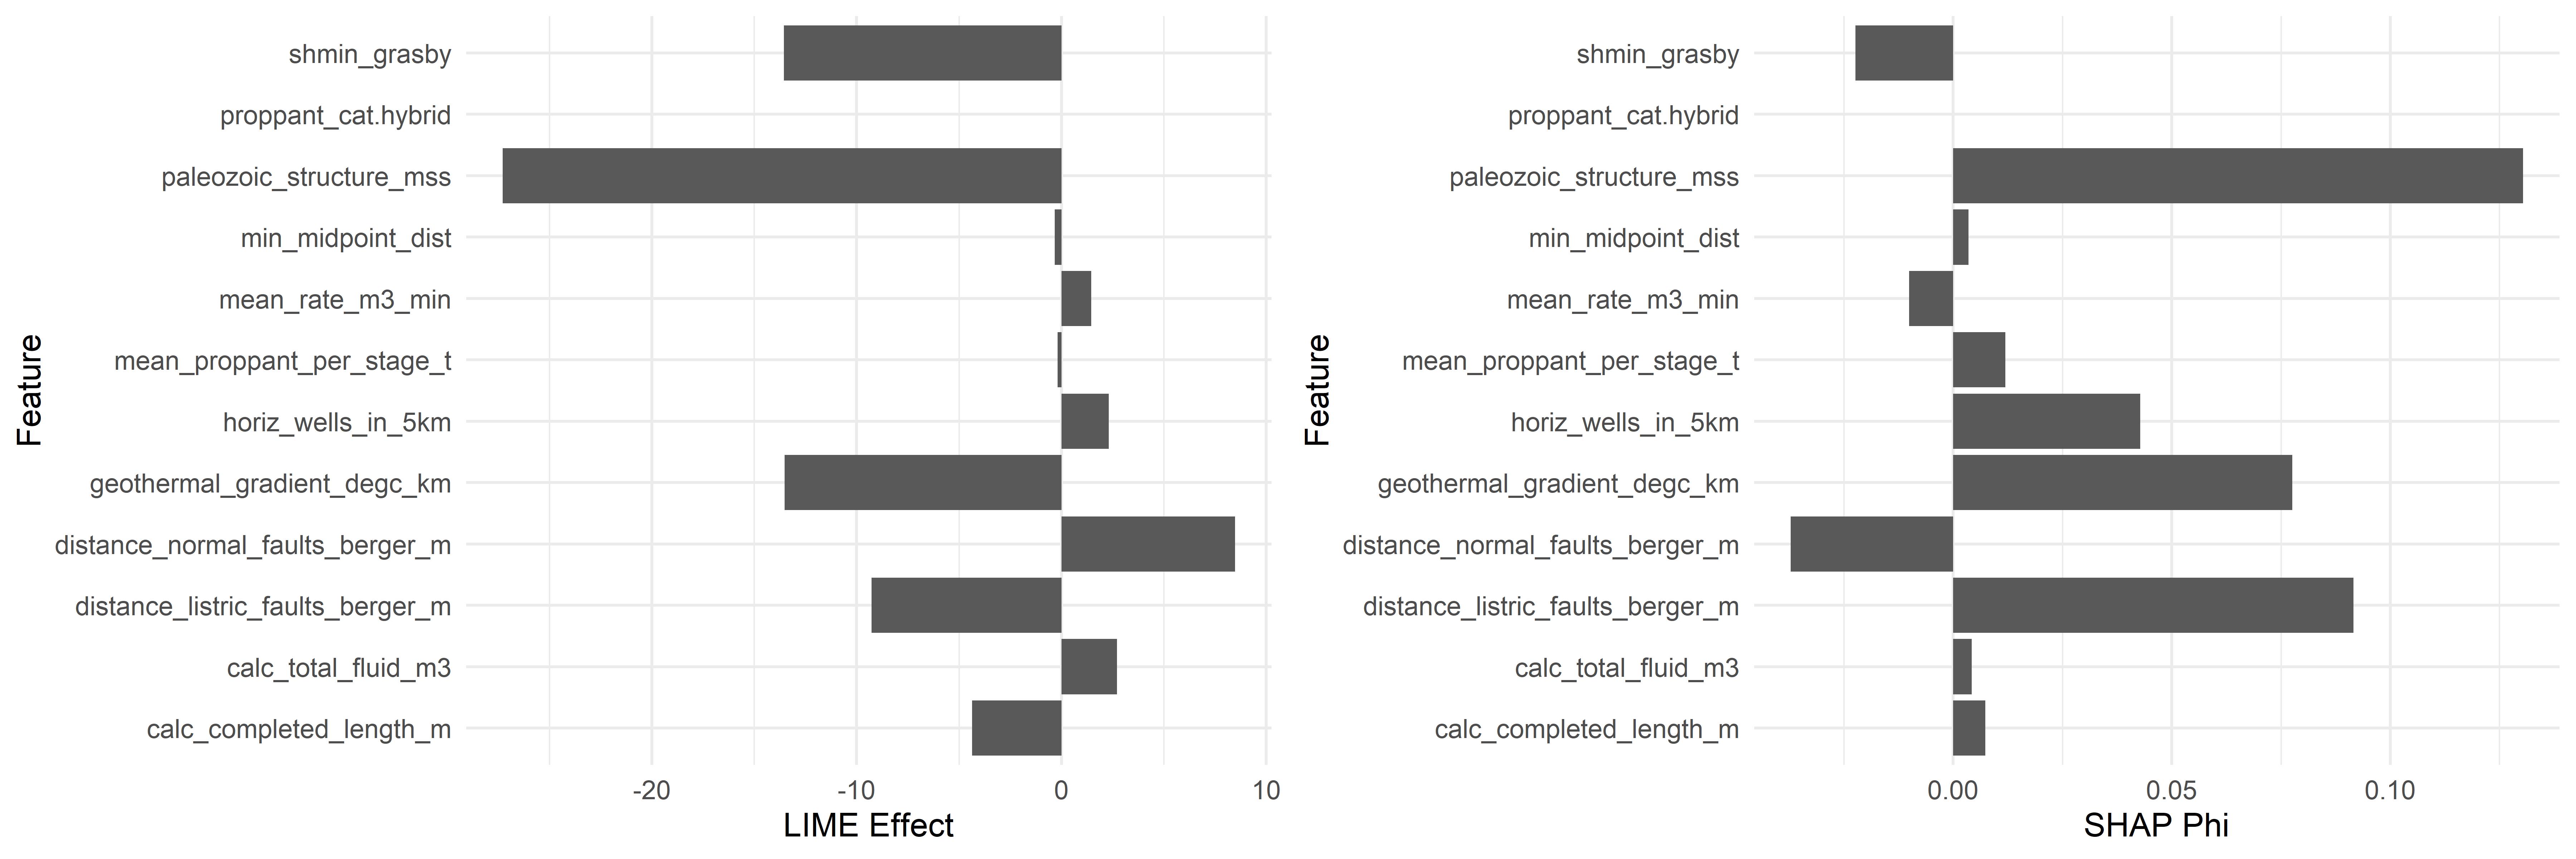 Feature
shmin_grasby
proppant_cat.hybrid
paleozoic_structure_mss
min_midpoint_dist
mean_rate_m3_min
mean_proppant_per_stage_t
horiz_wells_in_5km
geothermal_gradient_degc_km
distance_normal_faults_berger_m
distance_listric_faults_berger_m
calc_total_fluid_m3
calc_completed_length_m
-20 -10 0 10
LIME Effect
Feature
shmin_grasby
proppant_cat.hybrid
paleozoic_structure_mss
min_midpoint_dist
mean_rate_m3_min
mean_proppant_per_stage_t
horiz_wells_in_5km
geothermal_gradient_degc_km
distance_normal_faults_berger_m
distance_listric_faults_berger_m
calc_total_fluid_m3
calc_completed_length_m
0.00 0.05 0.10
SHAP Phi